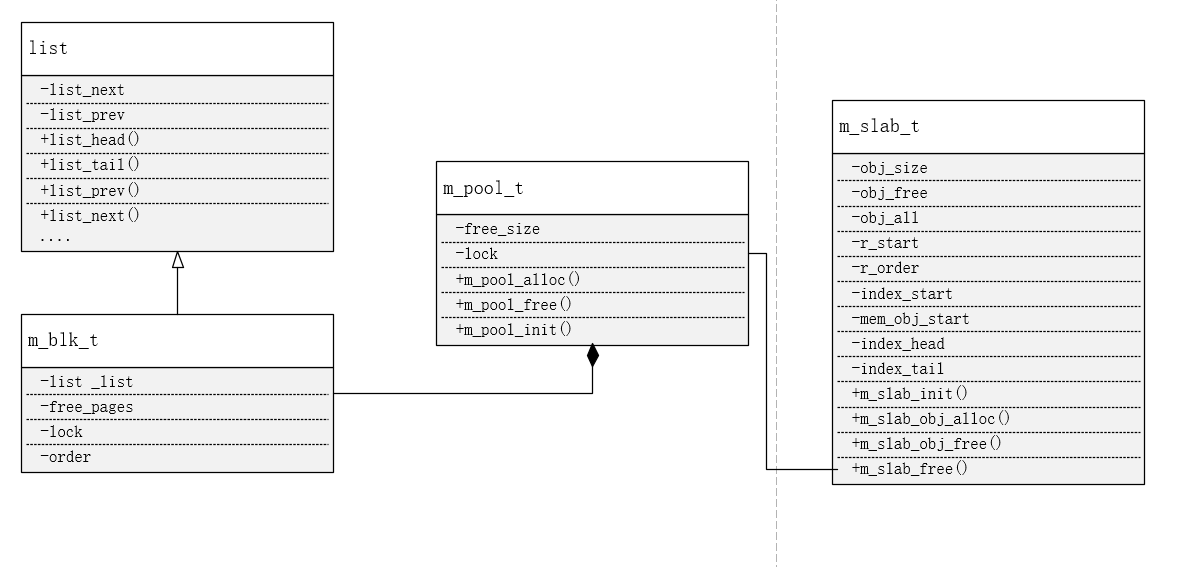 list
-list_next
-list_prev
+list_head()
+list_tail()
+list_prev()
+list_next()
....
m_blk_t
-list _list
-free_pages
-lock
-order
m_pool_t
-free_size
-lock
+m_pool_alloc()
+m_pool_free()
+m_pool_init()
m_slab_t
-obj_size
-obj_free
-obj_all
-r_start
-r_order
-index_start
-mem_obj_start
-index_head
-index_tail
+m_slab_init()
+m_slab_obj_alloc()
+m_slab_obj_free()
+m_slab_free()